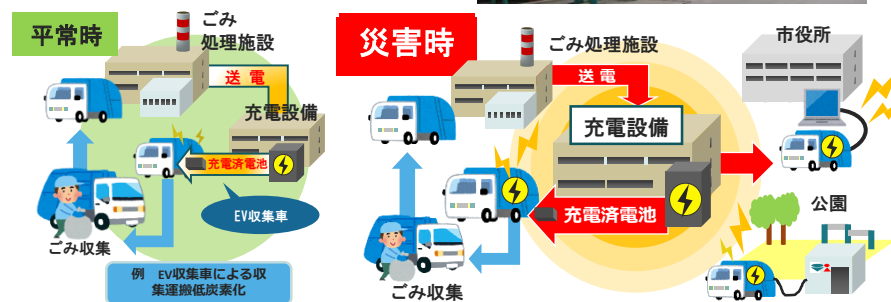 平常時
ごみ
処理施設
送電
充電設備
充電済電池
EV収集車
ごみ収集
例 EV収集車による収
集運搬低炭素化
災害時
ごみ処理施設
送電
充電設備
充電済電池
ごみ収集
市役所
公園